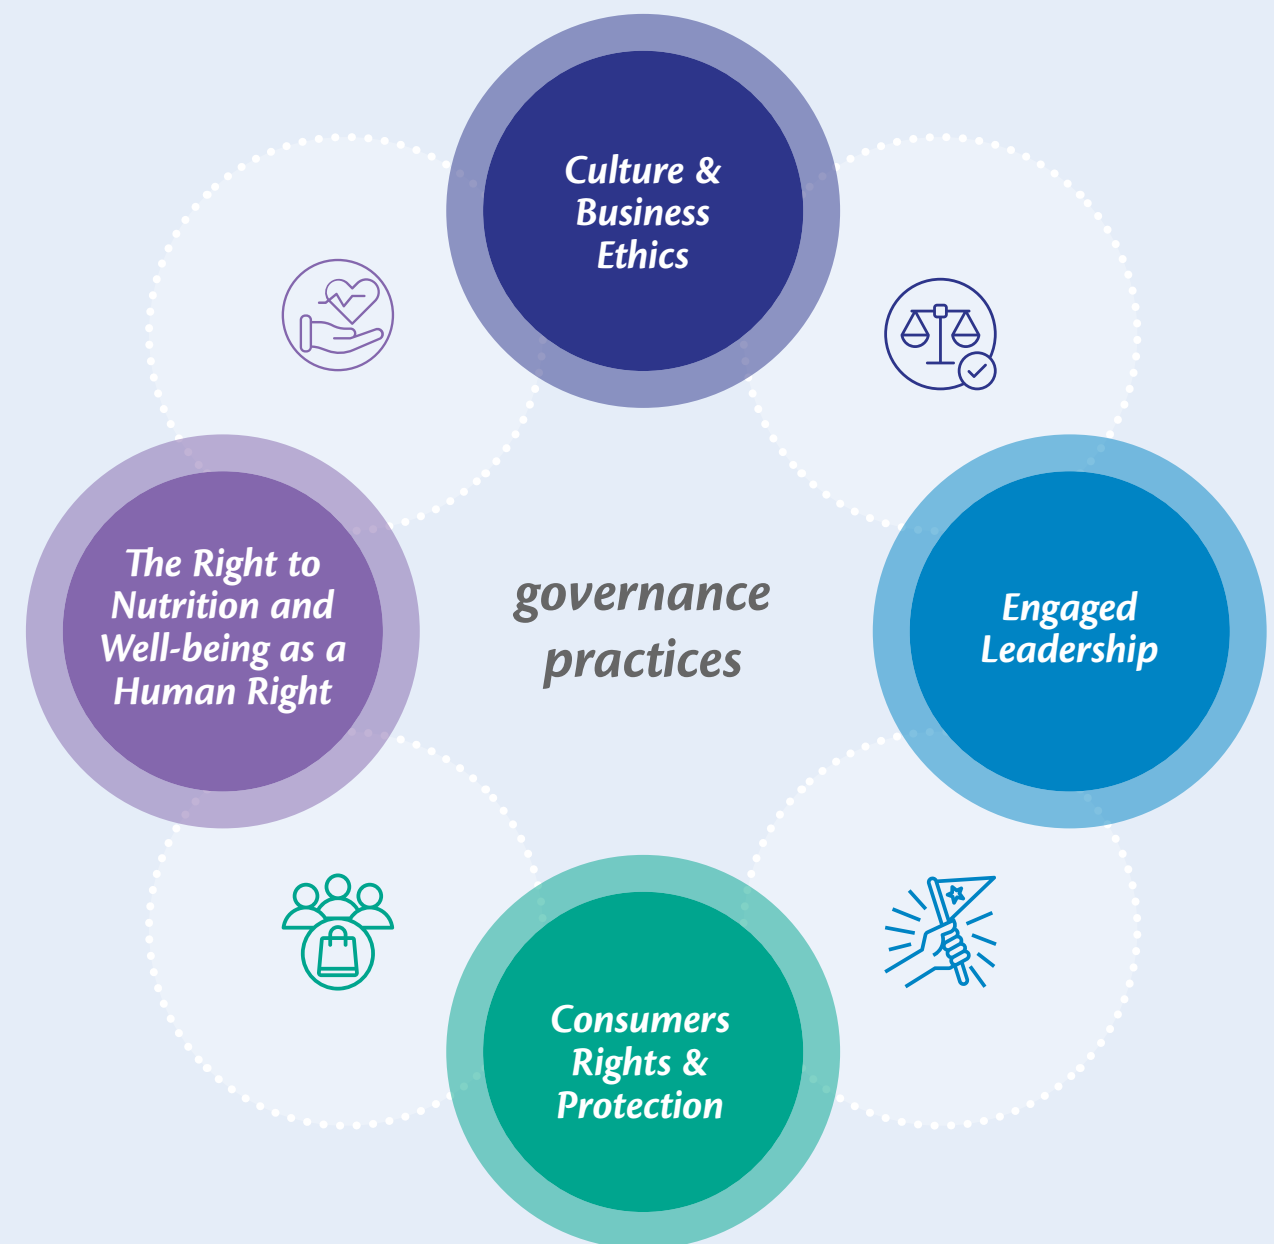 Culture &
Business
Ethics
The Right to
Nutrition and
Well-being as a
Human Right
governance
practices
Engaged
Leadership
Consumers
Rights &
Protection